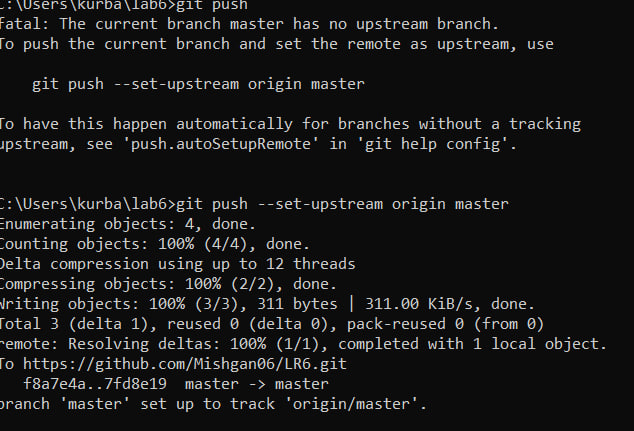 C:\Users\kurba\lab6>git push
fatal: The current branch master has no upstream branch.
To push the current branch and set the remote as upstream, use
git push --set-upstream origin master
To have this happen automatically for branches without a tracking
upstream, see 'push.autoSetupRemote' in 'git help config'.
C:\Users\kurba\lab6>git push --set-upstream origin master
Enumerating objects: 4, done.
Counting objects: 100% (4/4), done.
Delta compression using up to 12 threads
Compressing objects: 100% (2/2), done.
Writing objects: 100% (3/3), 311 bytes | 311.00 KiB/s, done.
Total 3 (delta 1), reused 0 (delta 0), pack-reused 0 (from 0)
remote: Resolving deltas: 100% (1/1), completed with 1 local object.
To https://github.com/Mishgan06/LR6.git
f8a7e4a..7fd8e19  master -> master
branch 'master' set up to track 'origin/master'.